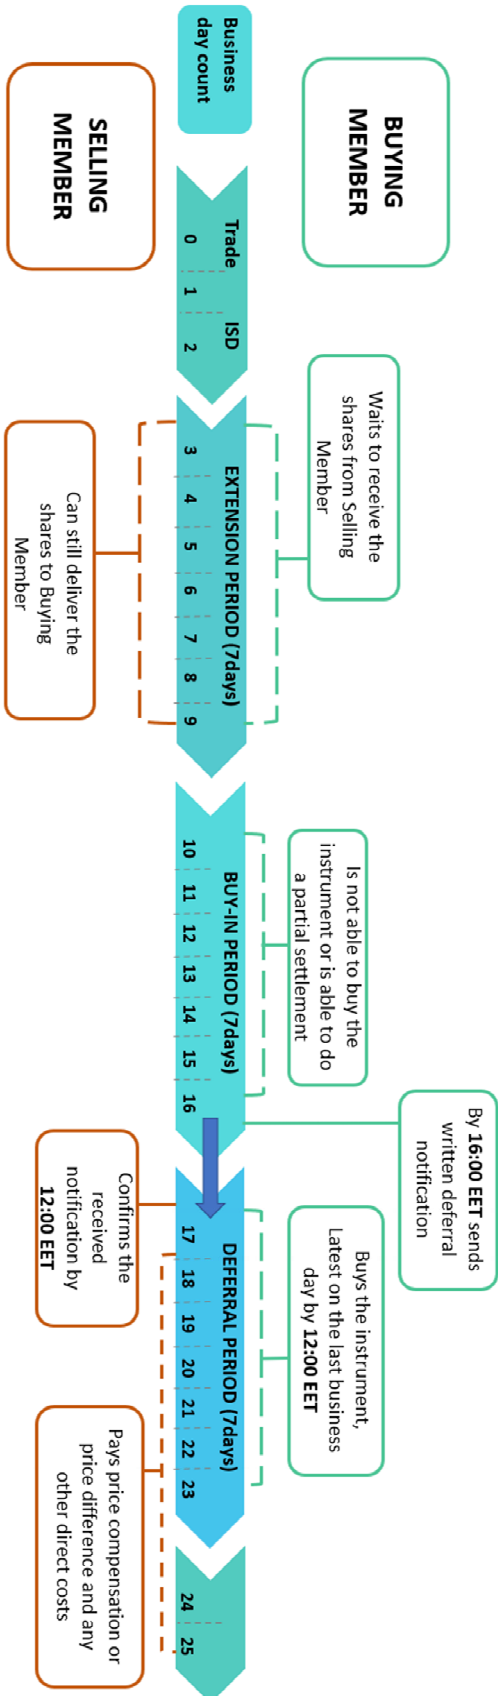 BUYING
MEMBER
Waits to receive the
shares from Selling
Member
Is not able to buy the
instrument or is able to do
a partial settlement
By 16:00 EET sends
written deferral
notification
Buys the instrument,
Latest on the last business
day by 12:00 EET
Business
day count
Trade
ISD
EXTENSION PERIOD (7days)
BUY-IN PERIOD (7days)
DEFERRAL PERIOD (7days)
0 1 2 3 4 5 6 7 8 9 10 11 12 13 14 15 16 17 18 19 20 21 22 23 24 25
SELLING
MEMBER
Can still deliver the
shares to Buying
Member
Confirms the
received
notification by
12:00 EET
Pays price compensation or
price difference and any
other direct costs